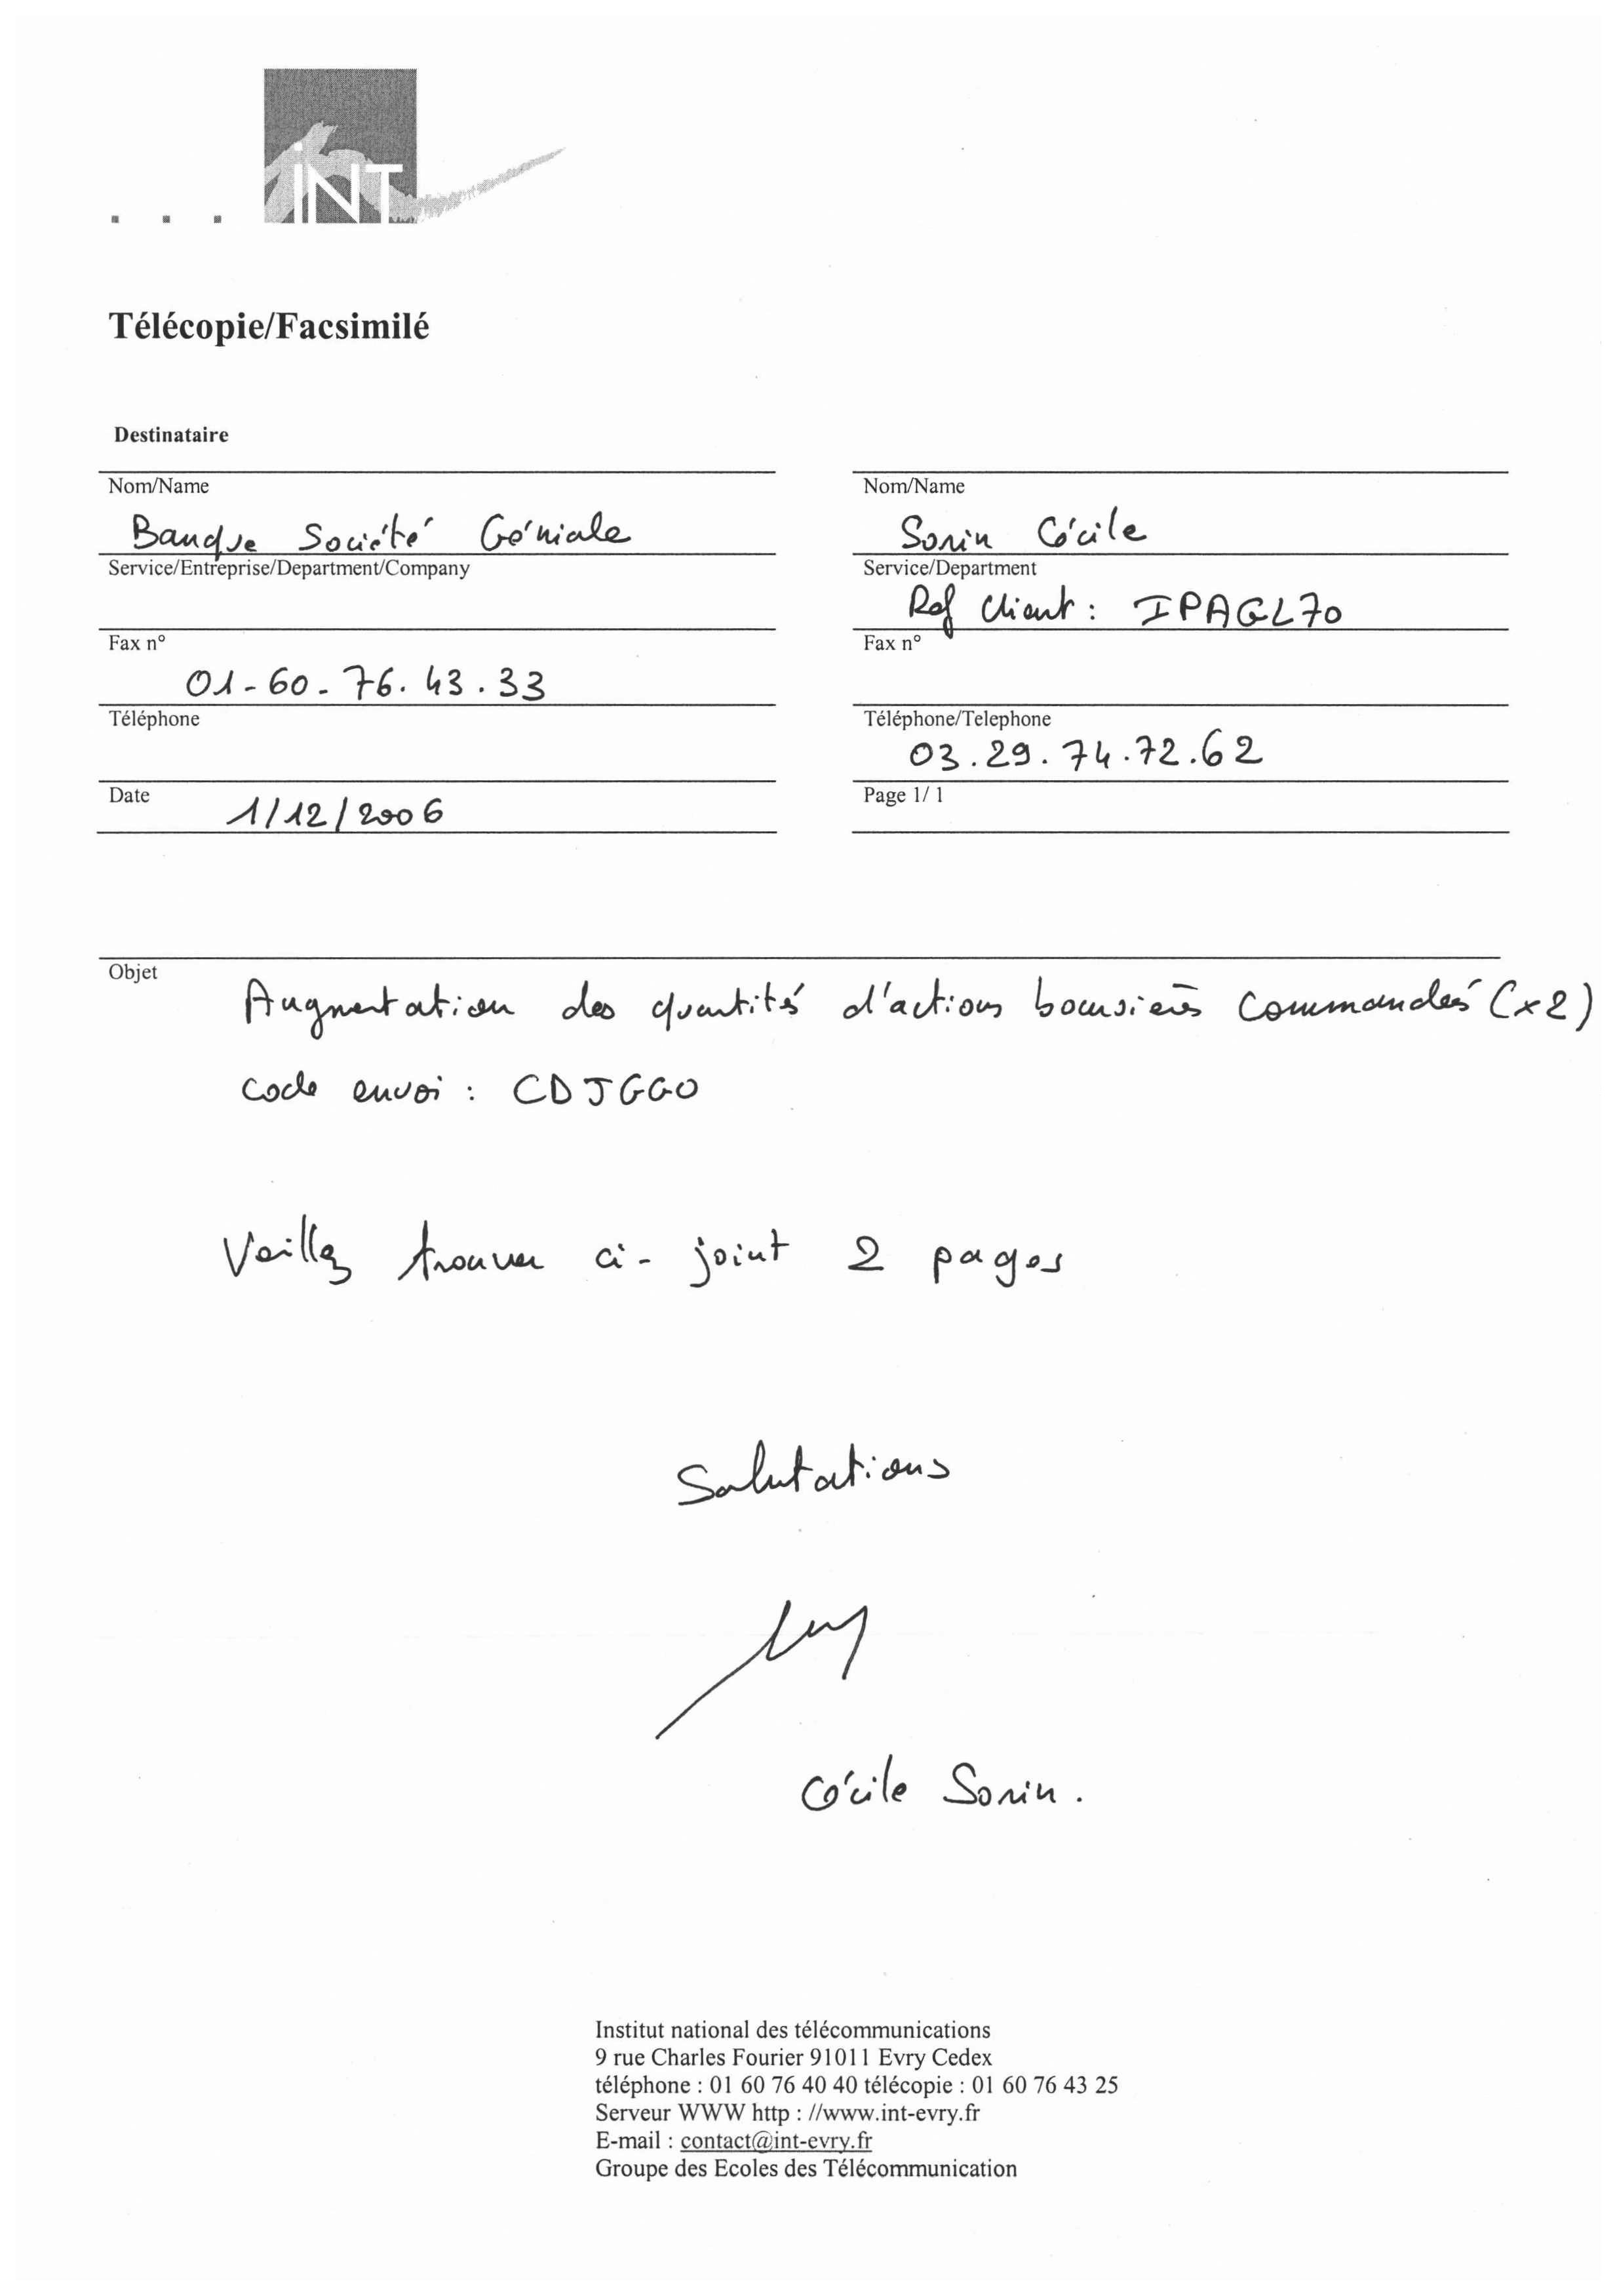 iNT
Télécopie/Facsimilé
Destinataire
Nom/Name
Banque Société Géniale
Service/Entreprise/Department/Company
Fax n°
01-60-76.43.33
Téléphone
Date 1/12/2006
Nom/Name
Sorin Cécile
Service/Department
Ref Client : IPAGL70
Fax n°
Téléphone/Telephone
03.29.74.72.62
Page 1/ 1
Objet
Augmentation des quantités d'actions boursières commandées (x2)
Code envoi : CDJGGO
Veillez trouver ci-joint 2 pages
Salutations
Cécile Sorin.
Institut national des télécommunications
9 rue Charles Fourier 91011 Evry Cedex
téléphone : 01 60 76 40 40 télécopie : 01 60 76 43 25
Serveur WWW http : //www.int-evry.fr
E-mail : contact@int-evry.fr
Groupe des Ecoles des Télécommunication